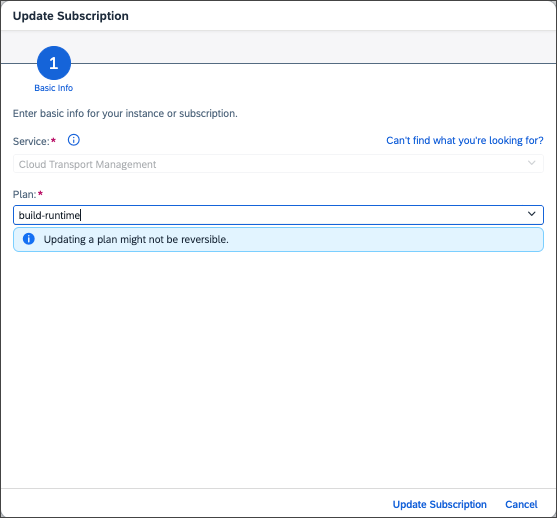 Update Subscription
1
Basic Info
Enter basic info for your instance or subscription.
Service:* Can't find what you're looking for?
Cloud Transport Management
Plan:*
build-runtime
Updating a plan might not be reversible.
Update Subscription Cancel